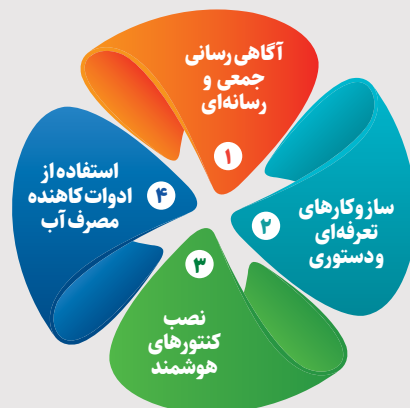 آگاهی‌رسانی
جمعی و
رسانه‌ای
۱
سازوکارهای
تعرفه‌ای
ودستوری
۲
۳
نصب
کنتورهای
هوشمند
استفاده از
ادوات کاهنده
مصرف آب
۴